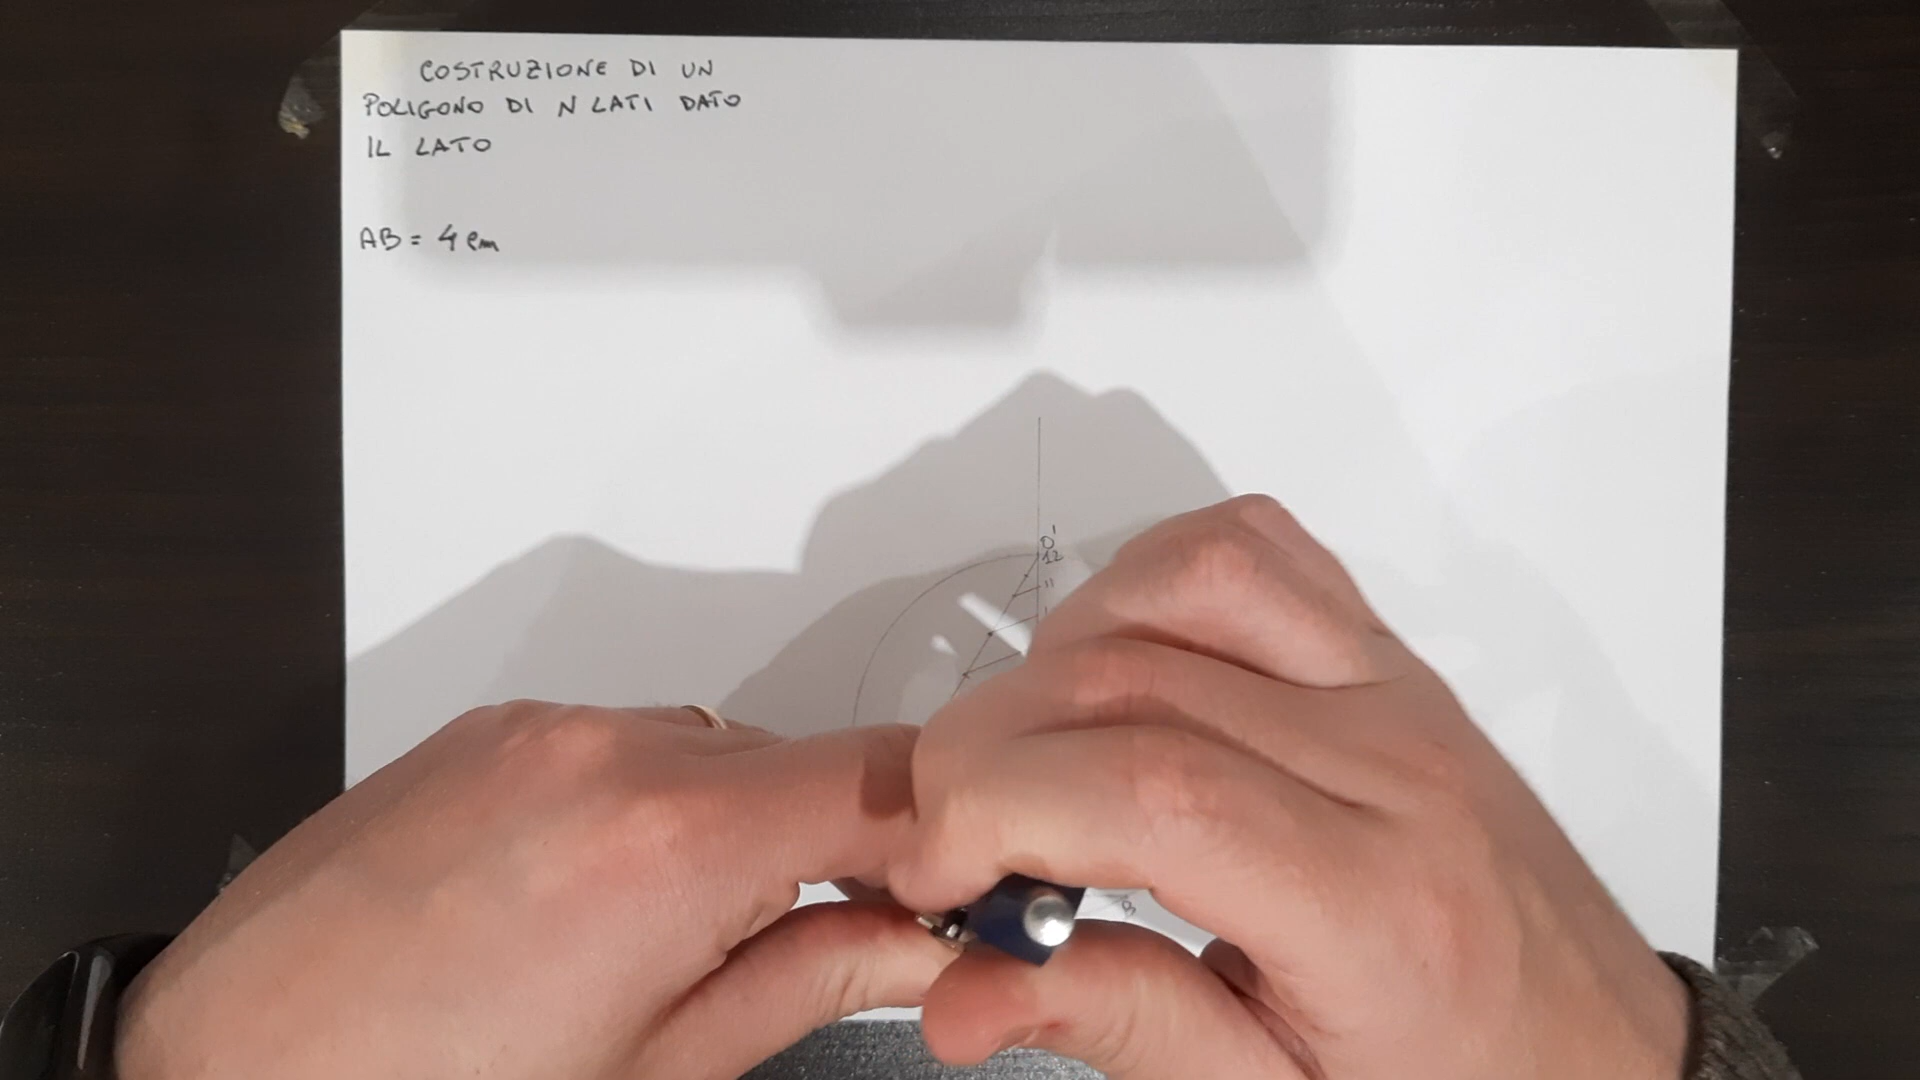 COSTRUZIONE DI UN
POLIGONO DI N LATI DATO
IL LATO
AB = 4 cm
O'
12
11
B